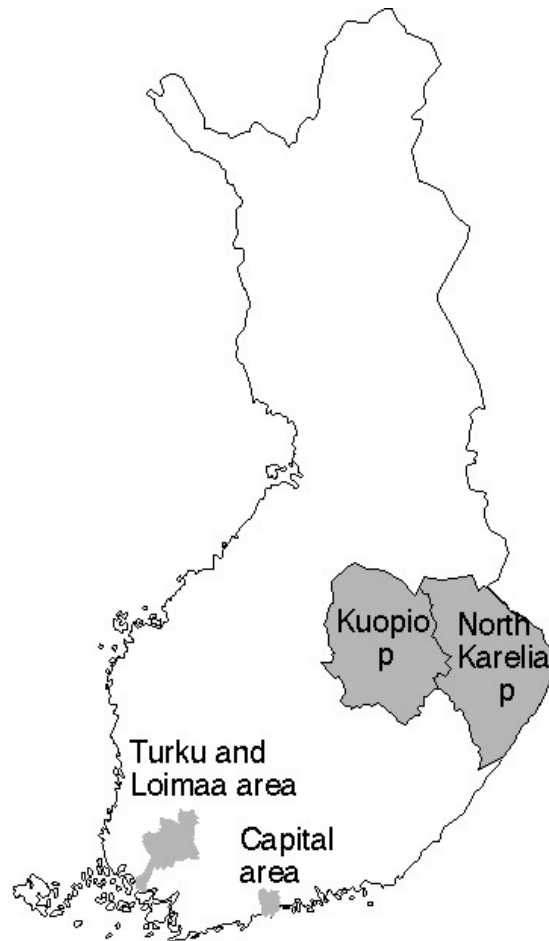 Kuopio
p
North
Karelia
p
Turku and
Loimaa area
Capital
area